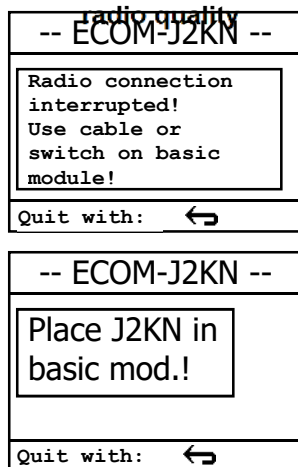 radio quality
-- ECOM-J2KN --
Radio connection
interrupted!
Use cable or
switch on basic
module!
Quit with: ↩
-- ECOM-J2KN --
Place J2KN in
basic mod.!
Quit with: ↩